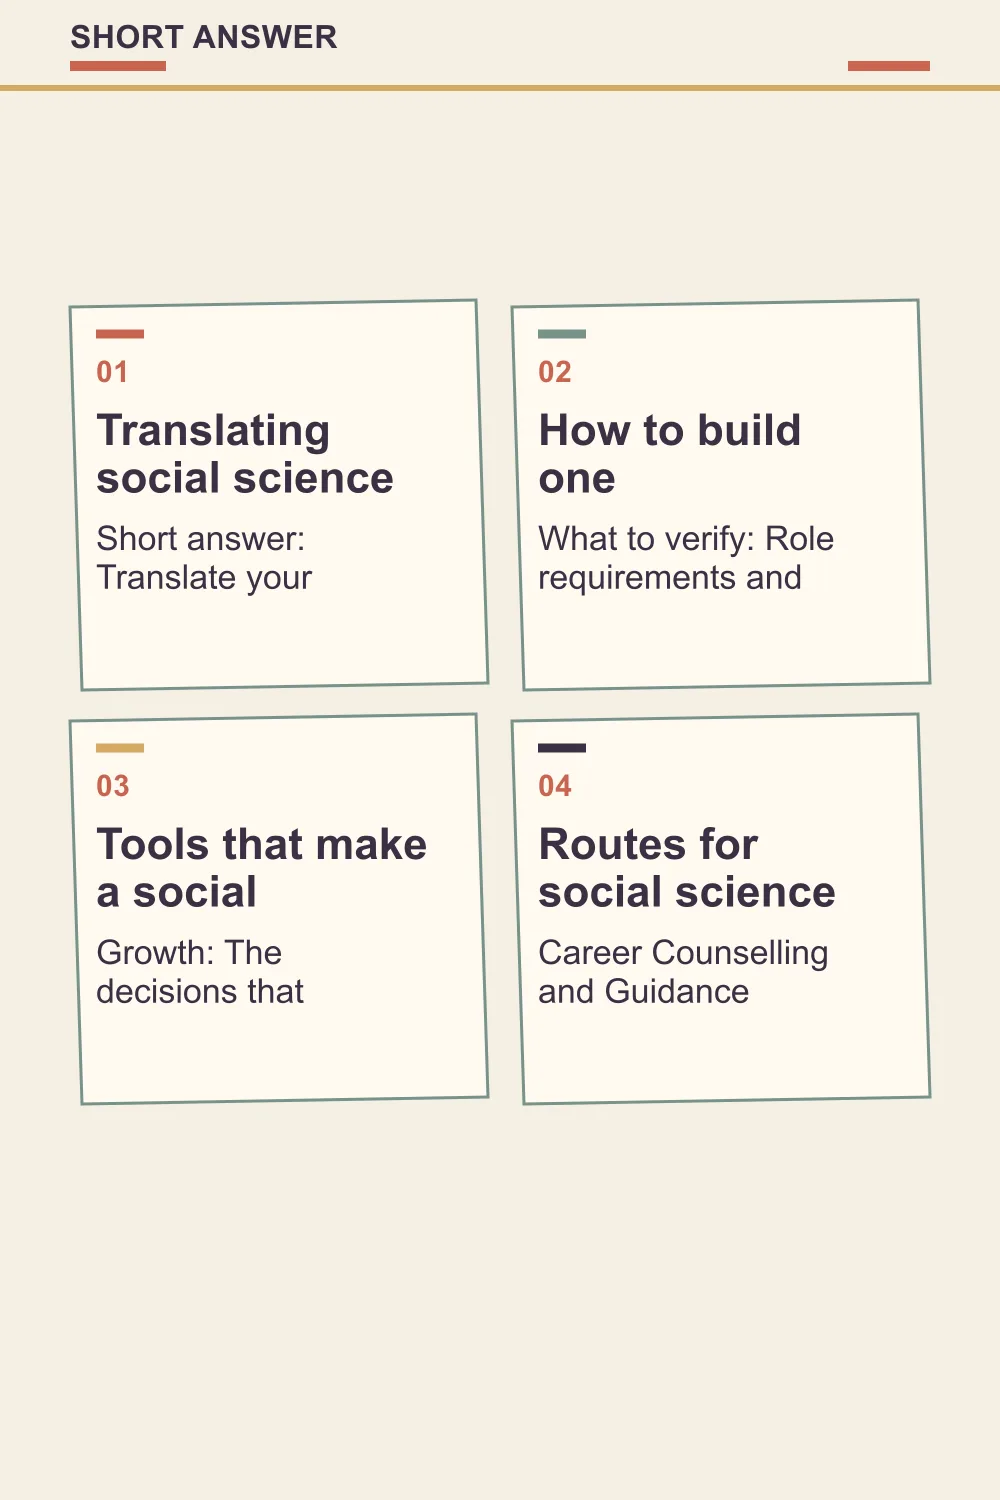 SHORT ANSWER
01
Translating
social science
Short answer:
Translate your
02
How to build
one
What to verify: Role
requirements and
03
Tools that make
a social
Growth: The
decisions that
04
Routes for
social science
Career Counselling
and Guidance